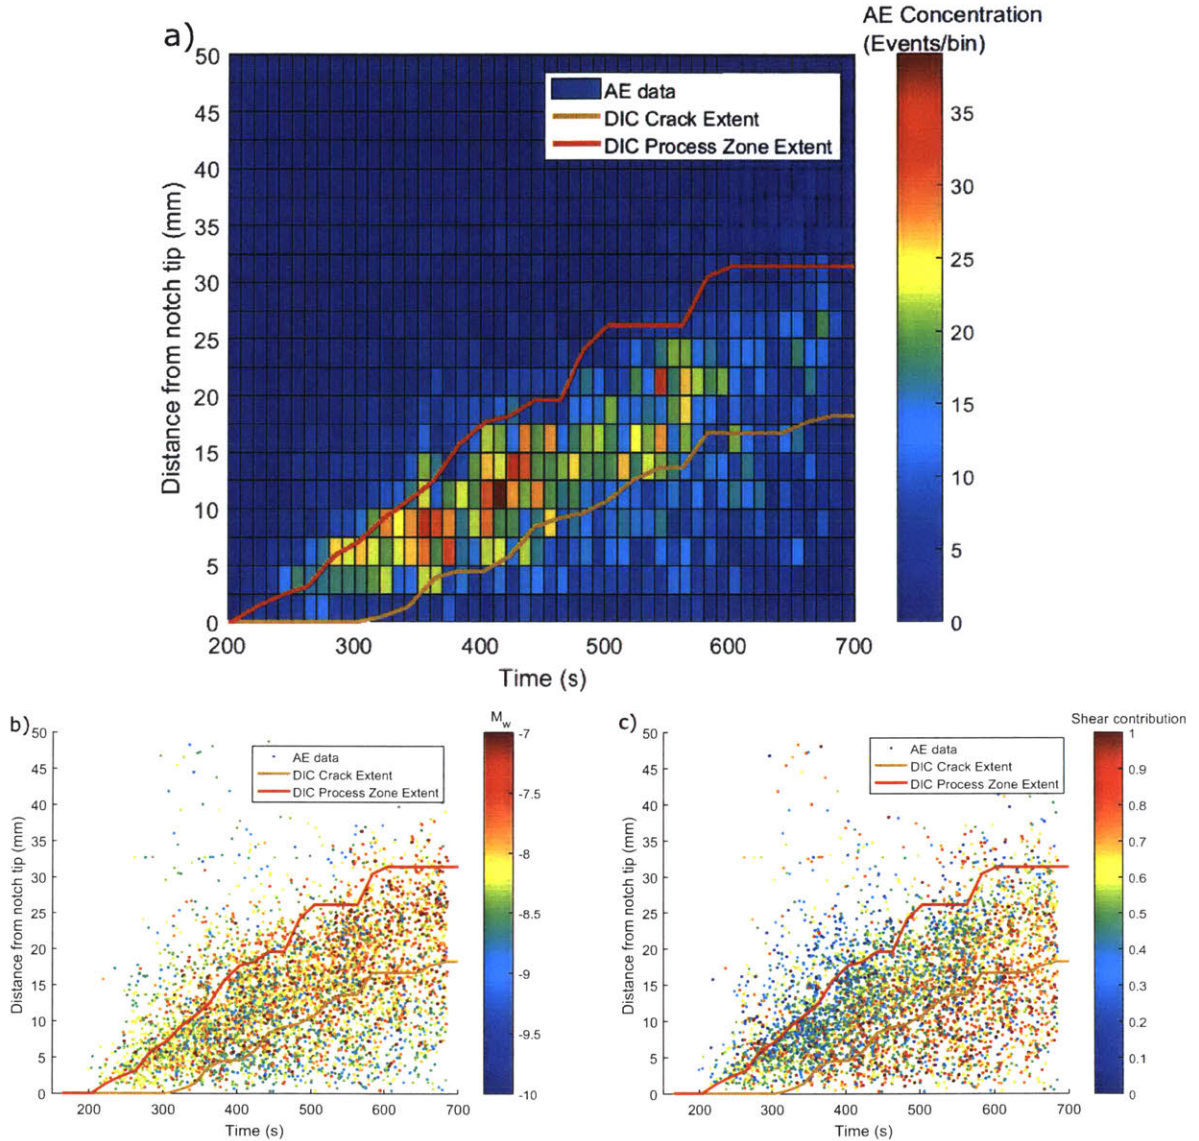 a)
AE Concentration
(Events/bin)
50
45
40
35
30
25
20
15
10
5
0
Distance from notch tip (mm)
AE data
DIC Crack Extent
DIC Process Zone Extent
200 300 400 500 600 700
Time (s)
35
30
25
20
15
10
5
0
b)
50
45
40
35
30
25
20
15
10
5
0
Distance from notch tip (mm)
AE data
DIC Crack Extent
DIC Process Zone Extent
200 300 400 500 600 700
Time (s)
M_w
-7
-7.5
-8
-8.5
-9
-9.5
-10
c)
50
45
40
35
30
25
20
15
10
5
0
Distance from notch tip (mm)
AE data
DIC Crack Extent
DIC Process Zone Extent
200 300 400 500 600 700
Time (s)
Shear contribution
1
0.9
0.8
0.7
0.6
0.5
0.4
0.3
0.2
0.1
0